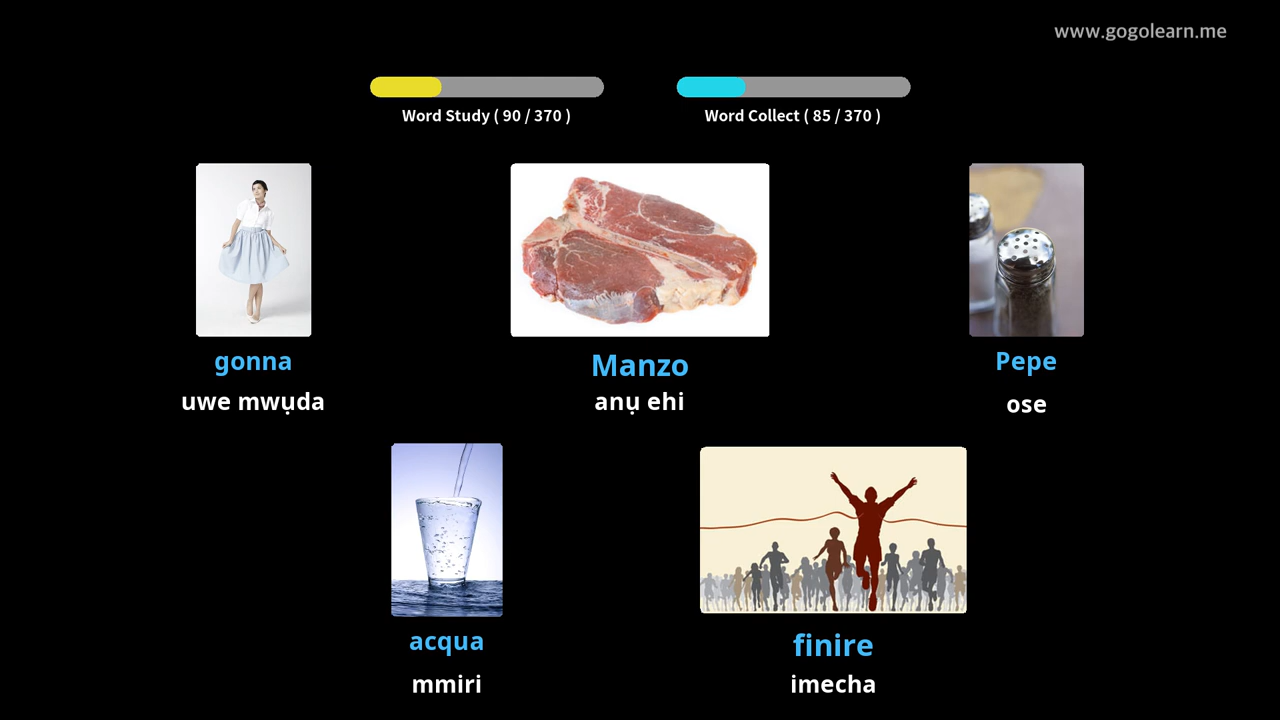 www.gogolearn.me
Word Study ( 90 / 370 )
Word Collect ( 85 / 370 )
gonna
uwe mwụda
Manzo
anụ ehi
Pepe
ose
acqua
mmiri
finire
imecha